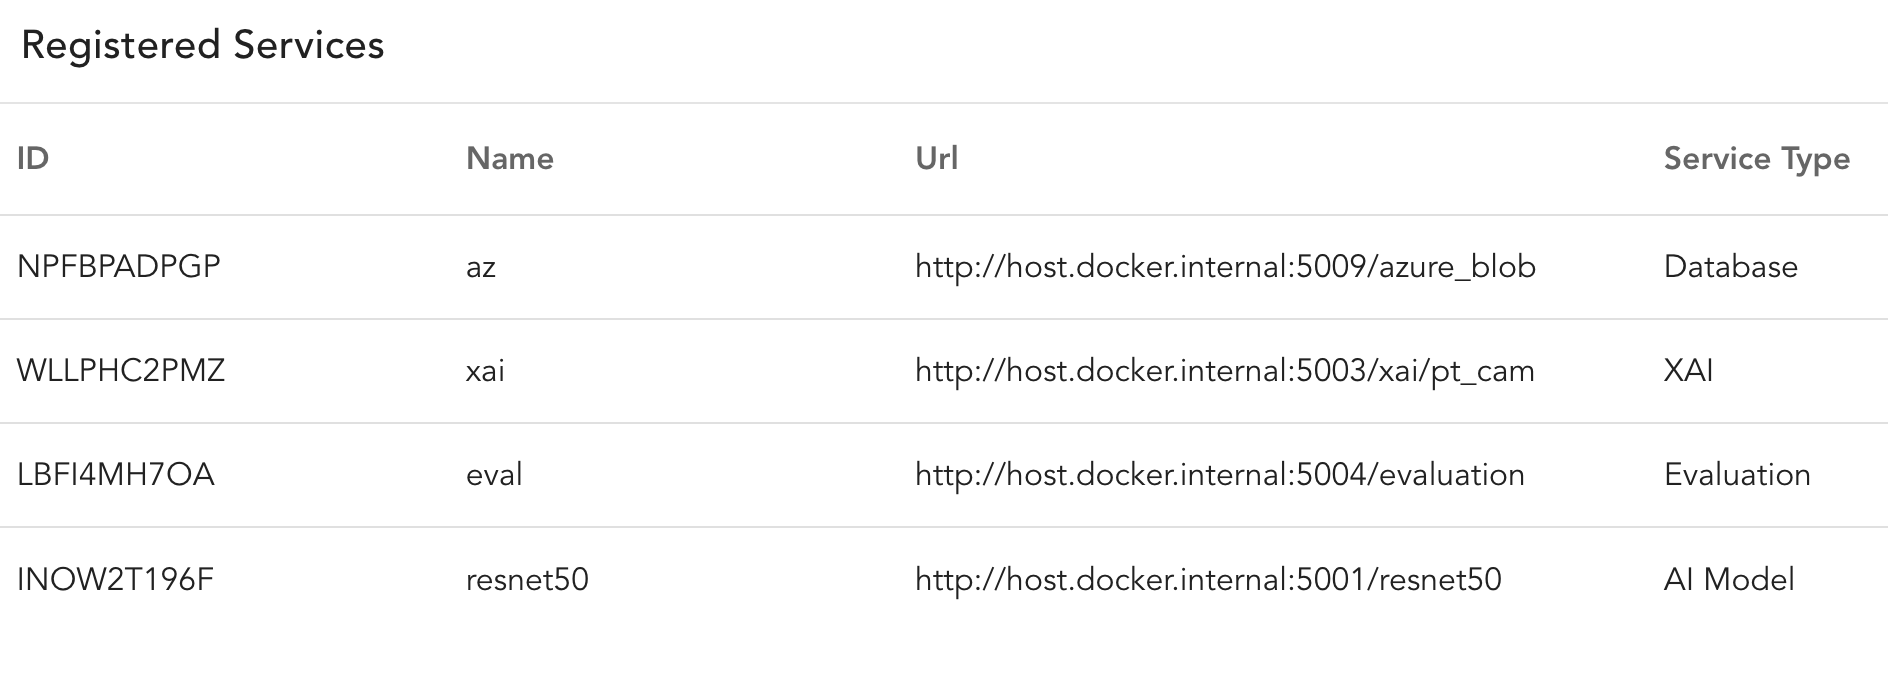 Registered Services
ID Name Url Service Type
NPFBPADPGP az http://host.docker.internal:5009/azure_blob Database
WLLPHC2PMZ xai http://host.docker.internal:5003/xai/pt_cam XAI
LBFI4MH7OA eval http://host.docker.internal:5004/evaluation Evaluation
INOW2T196F resnet50 http://host.docker.internal:5001/resnet50 AI Model